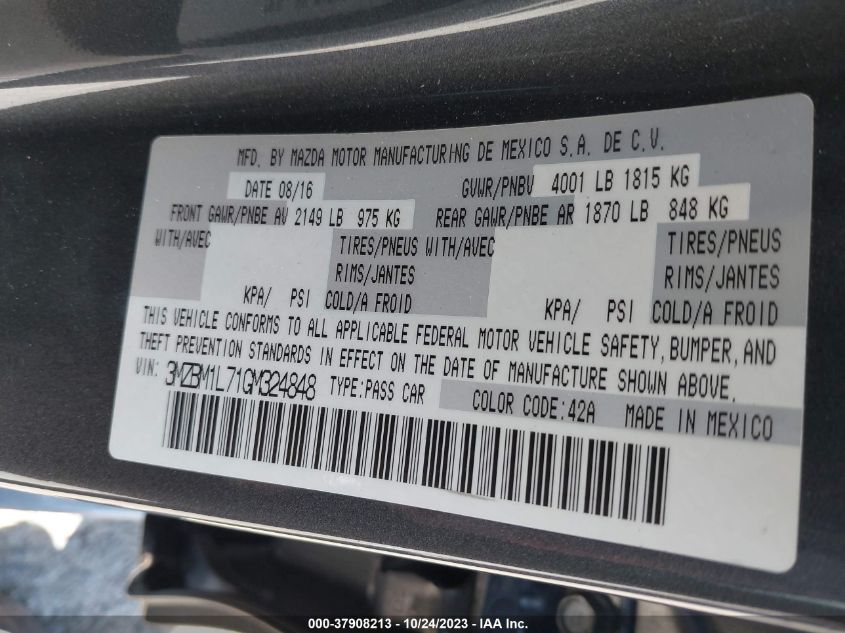 MFD. BY MAZDA MOTOR MANUFACTURING DE MEXICO S.A. DE C.V.
DATE 08/16 GVWR/PNBV 4001 LB 1815 KG
FRONT GAWR/PNBE AV 2149 LB 975 KG REAR GAWR/PNBE AR 1870 LB 848 KG
WITH/AVEC TIRES/PNEUS WITH/AVEC TIRES/PNEUS
RIMS/JANTES RIMS/JANTES
KPA/ PSI COLD/A FROID KPA/ PSI COLD/A FROID
THIS VEHICLE CONFORMS TO ALL APPLICABLE FEDERAL MOTOR VEHICLE SAFETY, BUMPER, AND
THEFT PREVENTION STANDARDS IN EFFECT ON THE DATE OF MANUFACTURE SHOWN ABOVE.
VIN: 3MZBM1L71GM324848 TYPE:PASS CAR COLOR CODE:42A MADE IN MEXICO
000-37908213 - 10/24/2023 - IAA Inc.